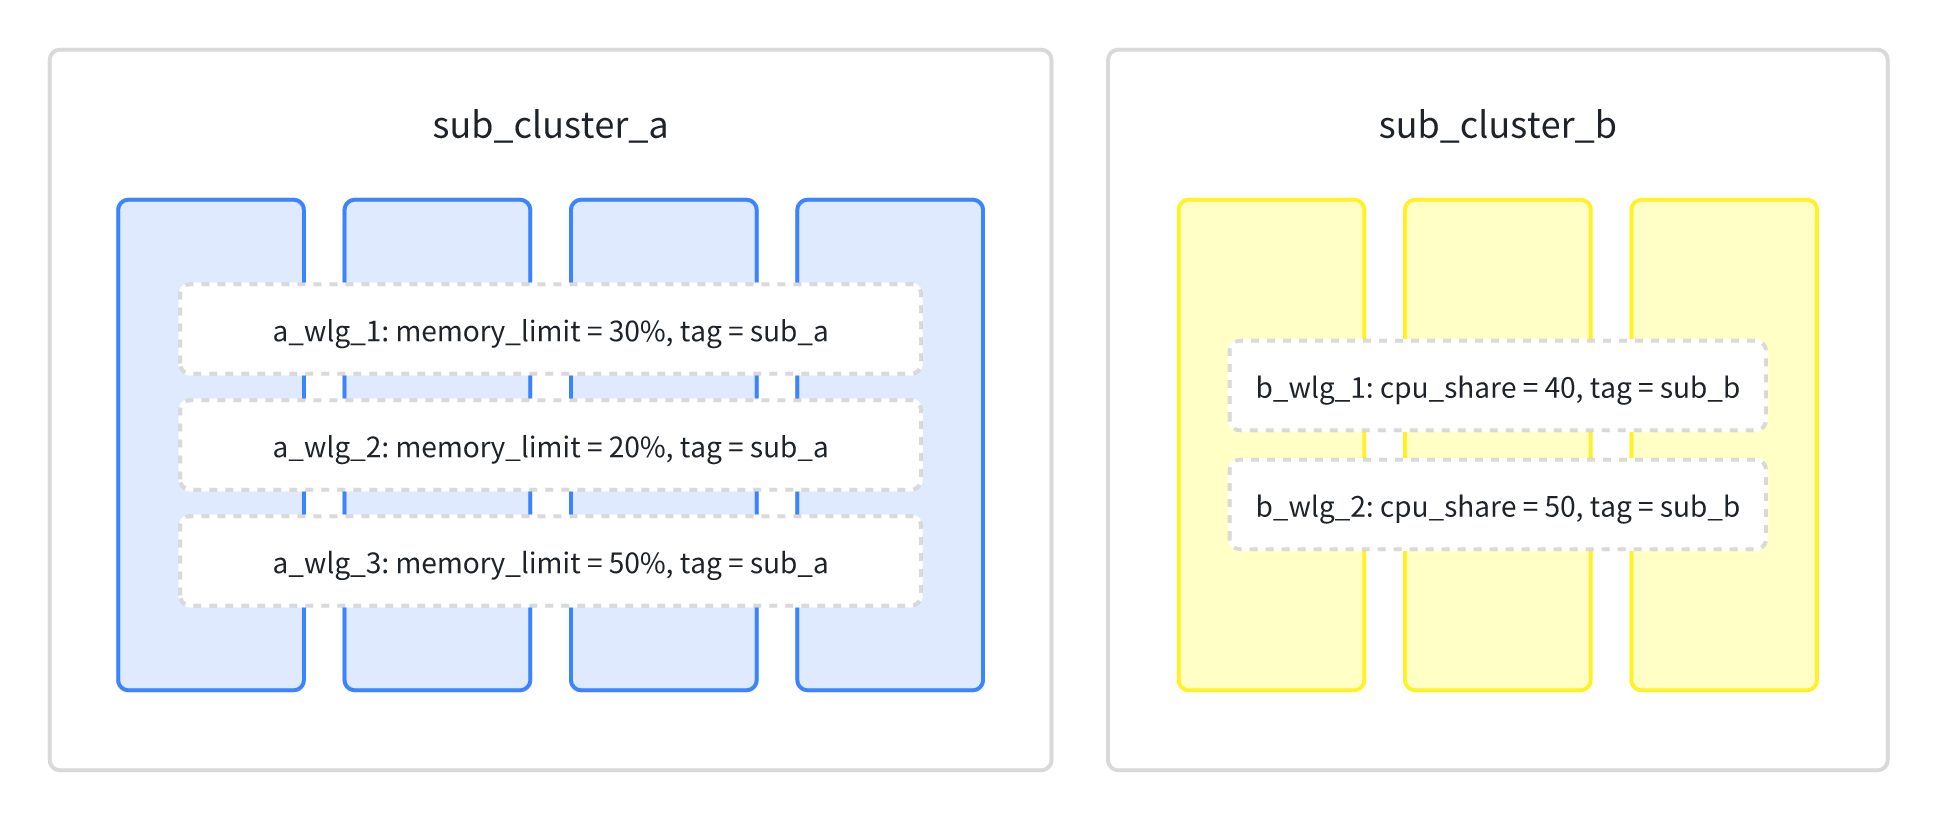 sub_cluster_a
a_wlg_1: memory_limit = 30%, tag = sub_a
a_wlg_2: memory_limit = 20%, tag = sub_a
a_wlg_3: memory_limit = 50%, tag = sub_a
sub_cluster_b
b_wlg_1: cpu_share = 40, tag = sub_b
b_wlg_2: cpu_share = 50, tag = sub_b